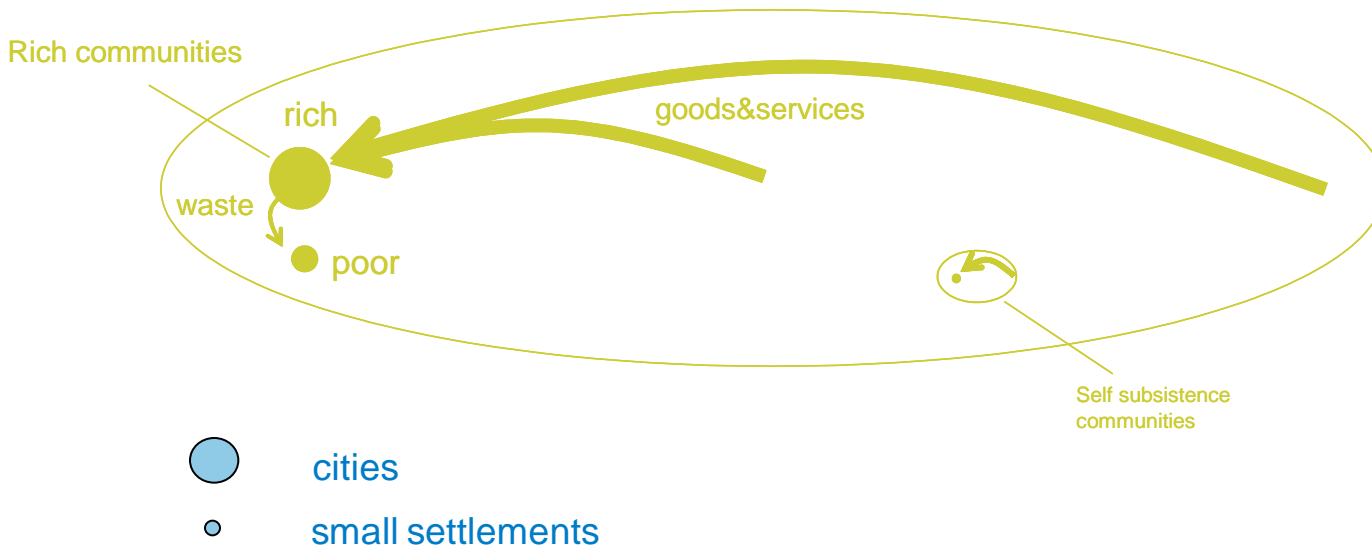 Rich communities
rich
goods&services
waste
poor
Self subsistence
communities
cities
small settlements